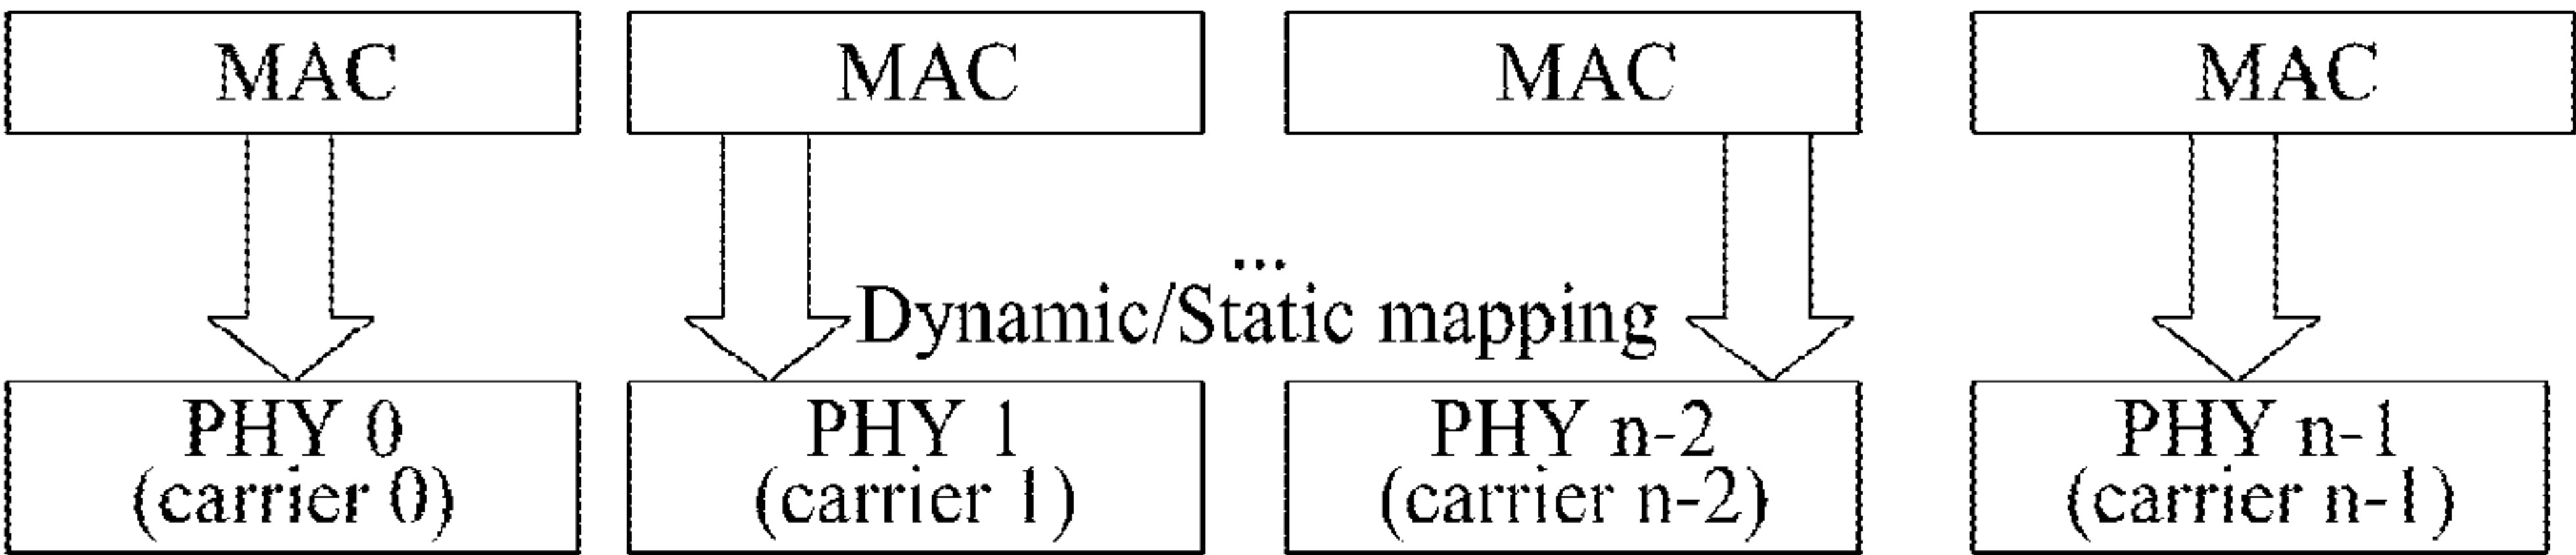 MAC MAC MAC MAC
...
Dynamic/Static mapping
PHY 0 PHY 1 PHY n-2 PHY n-1
(carrier 0) (carrier 1) (carrier n-2) (carrier n-1)